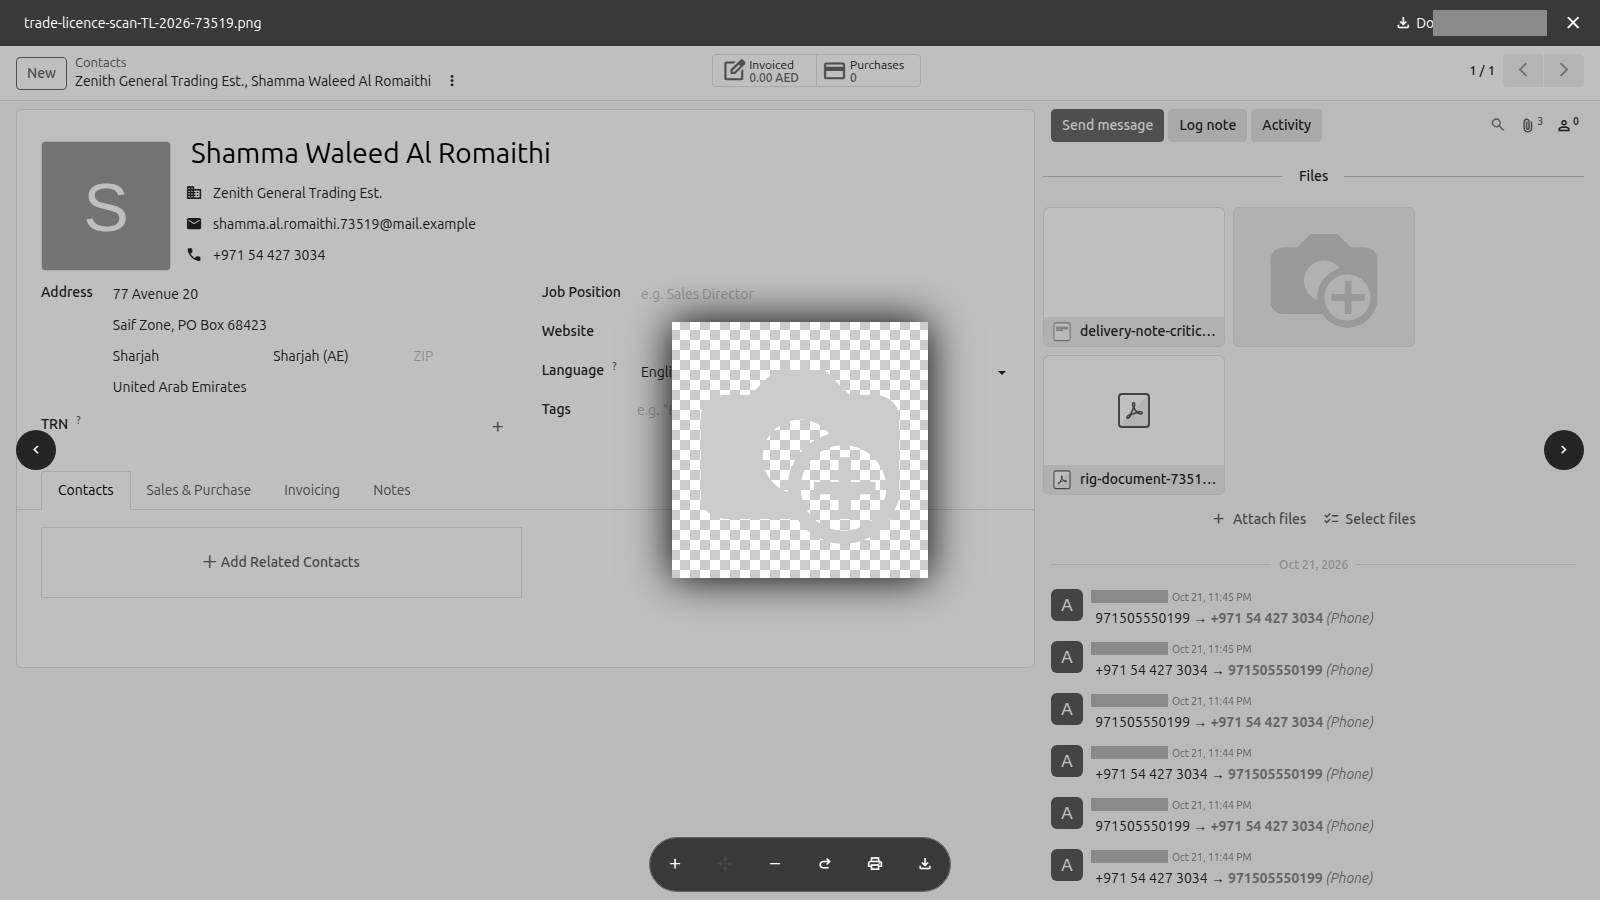 trade-licence-scan-TL-2026-73519.png
Do
New
Contacts
Zenith General Trading Est., Shamma Waleed Al Romaithi
Invoiced
0.00 AED
Purchases
0
1 / 1
S
Shamma Waleed Al Romaithi
Zenith General Trading Est.
shamma.al.romaithi.73519@mail.example
+971 54 427 3034
Address
77 Avenue 20
Saif Zone, PO Box 68423
Sharjah Sharjah (AE) ZIP
United Arab Emirates
TRN ?
Job Position e.g. Sales Director
Website
Language ? Engli
Tags e.g. "
Contacts Sales & Purchase Invoicing Notes
Add Related Contacts
Send message Log note Activity 3 0
Files
delivery-note-critic...
rig-document-7351...
Attach files Select files
Oct 21, 2026
A
Oct 21, 11:45 PM
971505550199 → +971 54 427 3034 (Phone)
A
Oct 21, 11:45 PM
+971 54 427 3034 → 971505550199 (Phone)
A
Oct 21, 11:44 PM
971505550199 → +971 54 427 3034 (Phone)
A
Oct 21, 11:44 PM
+971 54 427 3034 → 971505550199 (Phone)
A
Oct 21, 11:44 PM
971505550199 → +971 54 427 3034 (Phone)
A
Oct 21, 11:44 PM
+971 54 427 3034 → 971505550199 (Phone)